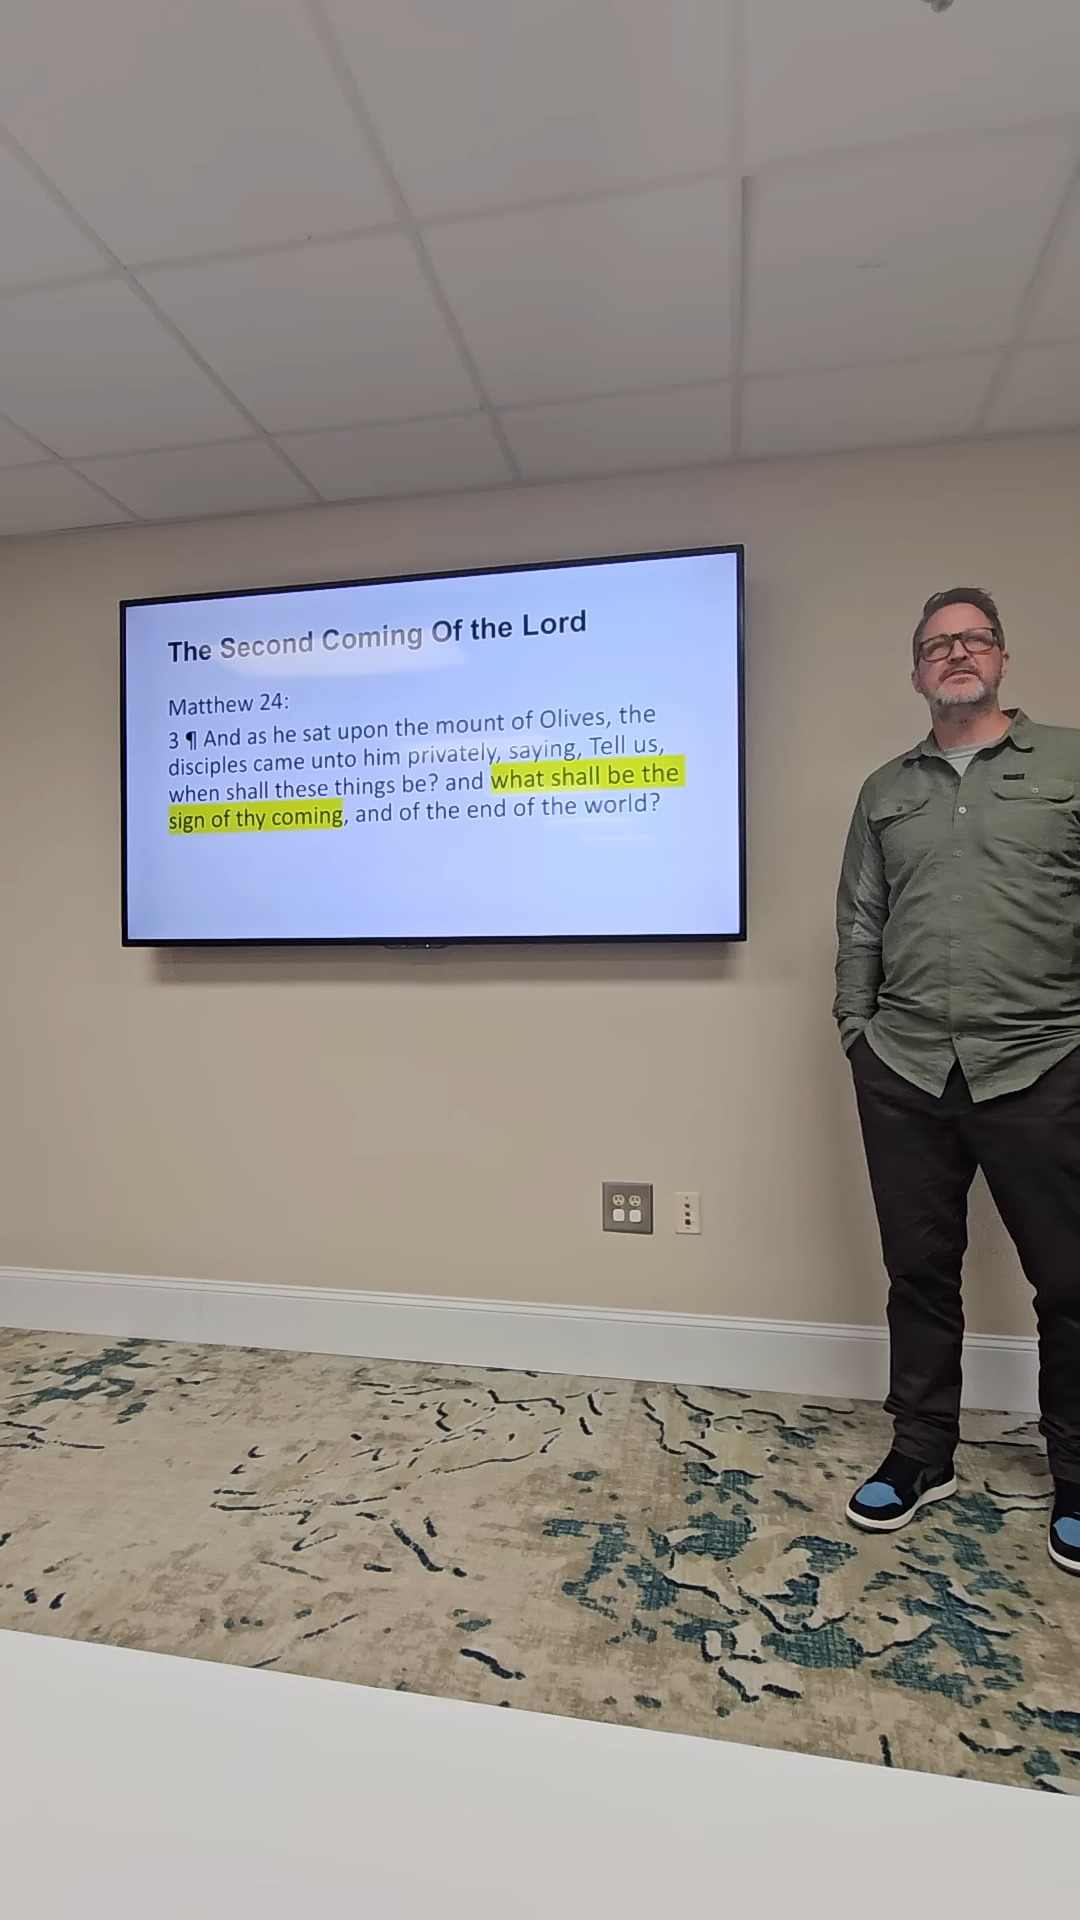 The Second Coming Of the Lord
Matthew 24:
3 ¶ And as he sat upon the mount of Olives, the
disciples came unto him privately, saying, Tell us,
when shall these things be? and what shall be the
sign of thy coming, and of the end of the world?